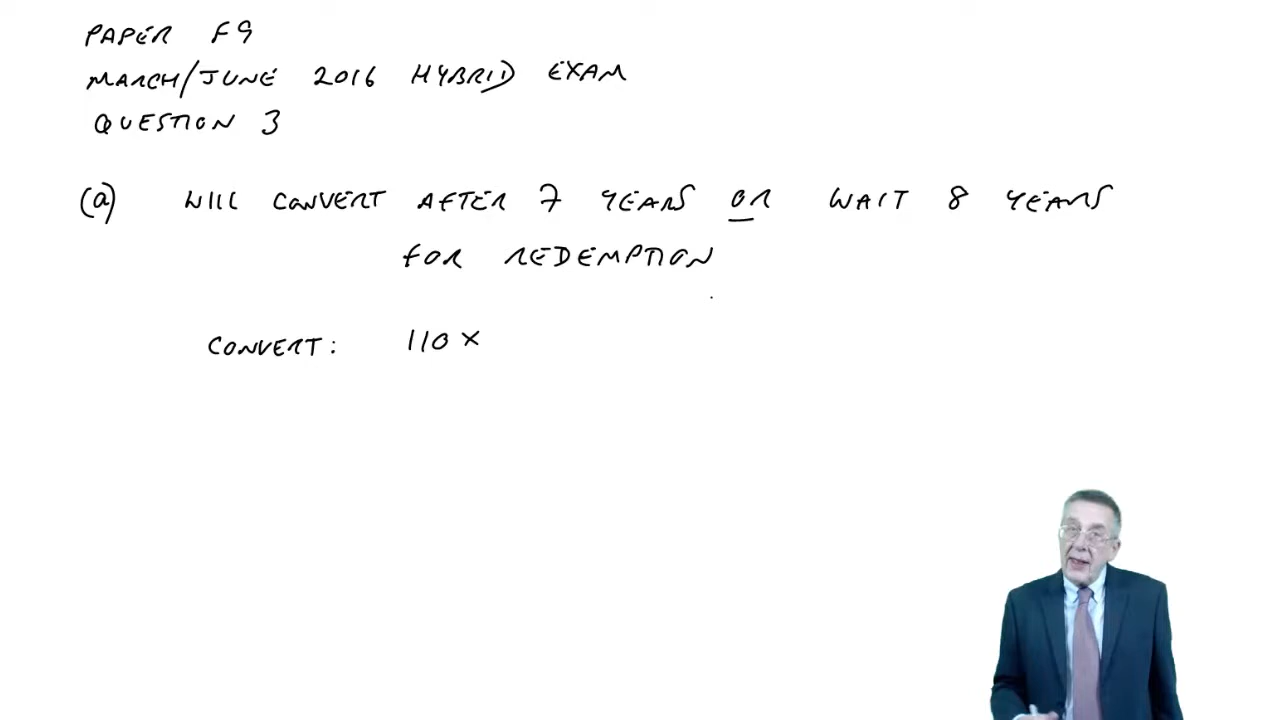 PAPER F9
MARCH/JUNE 2016 HYBRID EXAM
QUESTION 3
(a) WILL CONVERT AFTER 7 YEARS OR WAIT 8 YEARS
FOR REDEMPTION
CONVERT: 110 ×